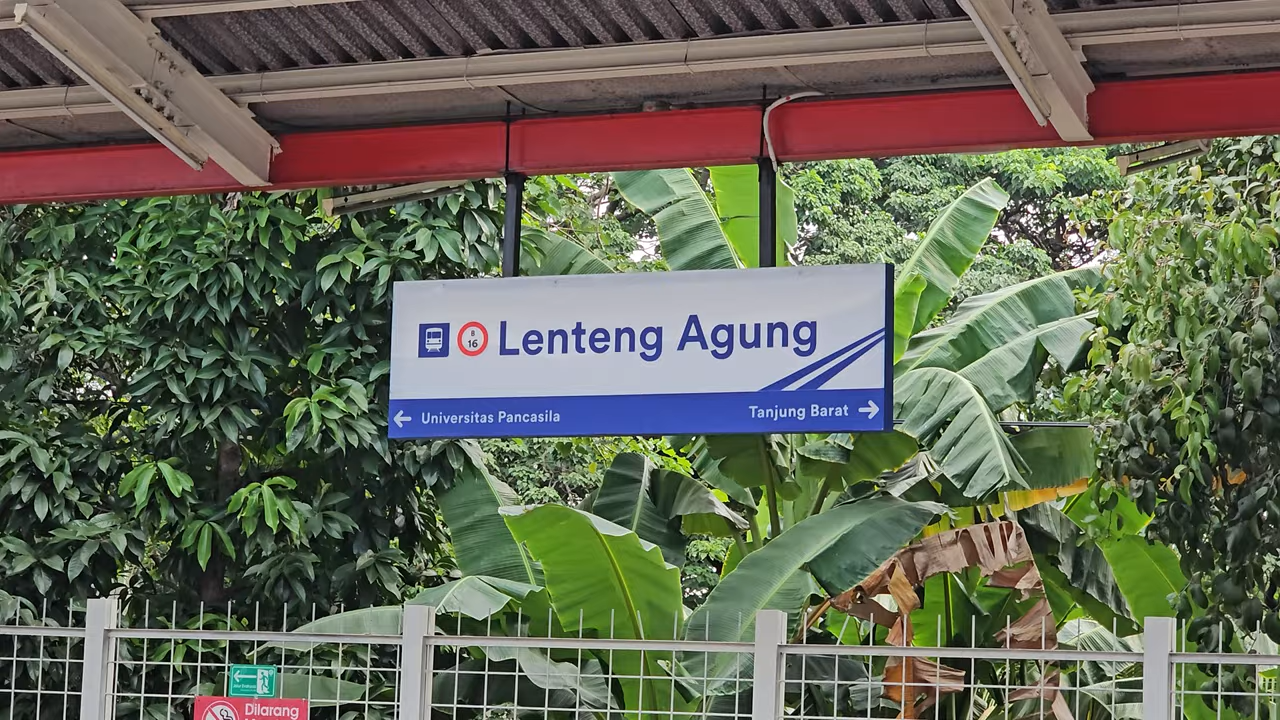 B
16
Lenteng Agung
← Universitas Pancasila
Tanjung Barat →
Dilarang